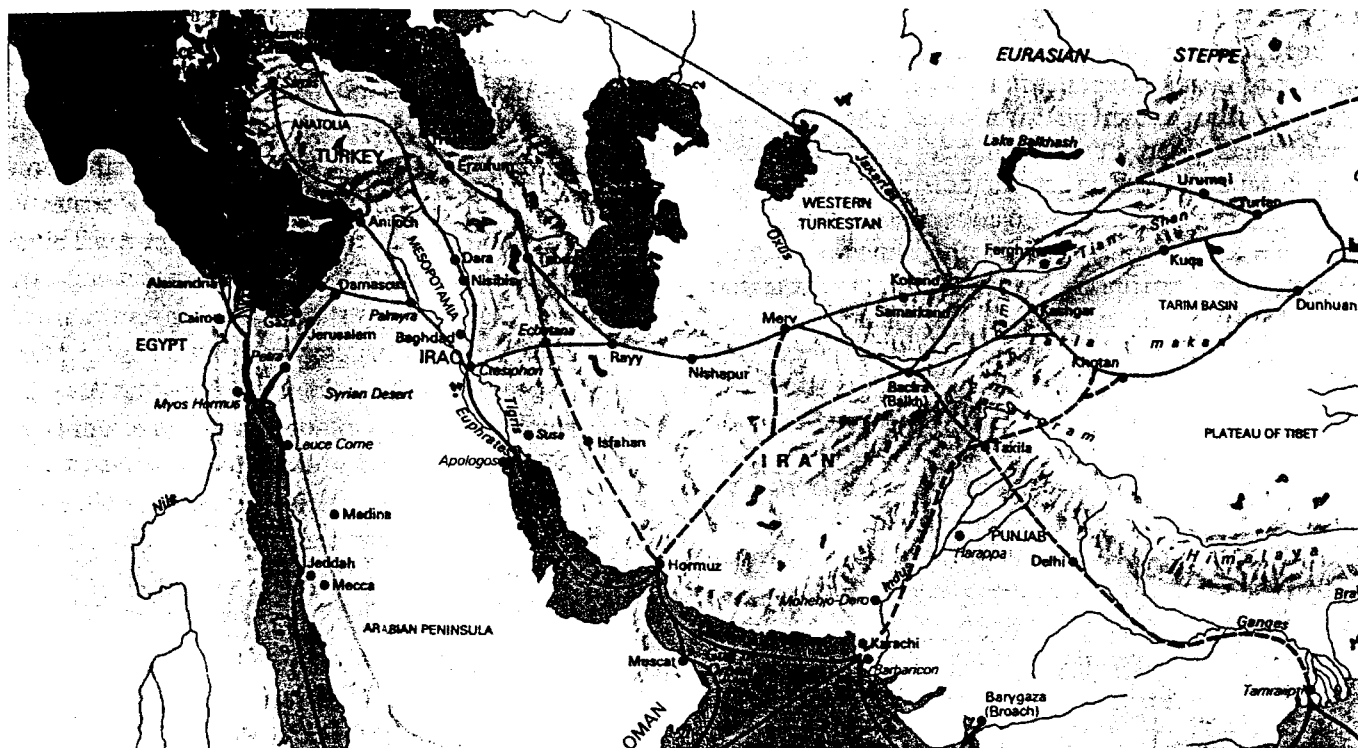 EURASIAN STEPPE
ANATOLIA
TURKEY
Erzurum
Lake Balkhash
Urumqi
Turfan
WESTERN
TURKESTAN
Jaxartes
Oxus
Antioch
Dara
Nisibis
MESOPOTAMIA
Ferghana
Tian Shan
Kuqa
Alexandria
Damascus
Kokand
Samarkand
Kashgar
TARIM BASIN
Dunhuan
Cairo
Gaza
Jerusalem
Palmyra
Baghdad
Ecbatana
Merv
Pamirs
EGYPT
Petra
IRAQ
Ctesiphon
Rayy
Nishapur
Takla makan
Khotan
Myos Hormus
Syrian Desert
Bactra
(Balkh)
Euphrates
Tigris
Susa
Isfahan
IRAN
Taxila
PLATEAU OF TIBET
Leuce Come
Apologos
Nile
Medina
PUNJAB
Harappa
Jeddah
Mecca
Hormuz
Indus
Delhi
Himalaya
Bra
Mohenjo-Daro
ARABIAN PENINSULA
Ganges
Muscat
Karachi
Barbaricon
Barygaza
(Broach)
OMAN